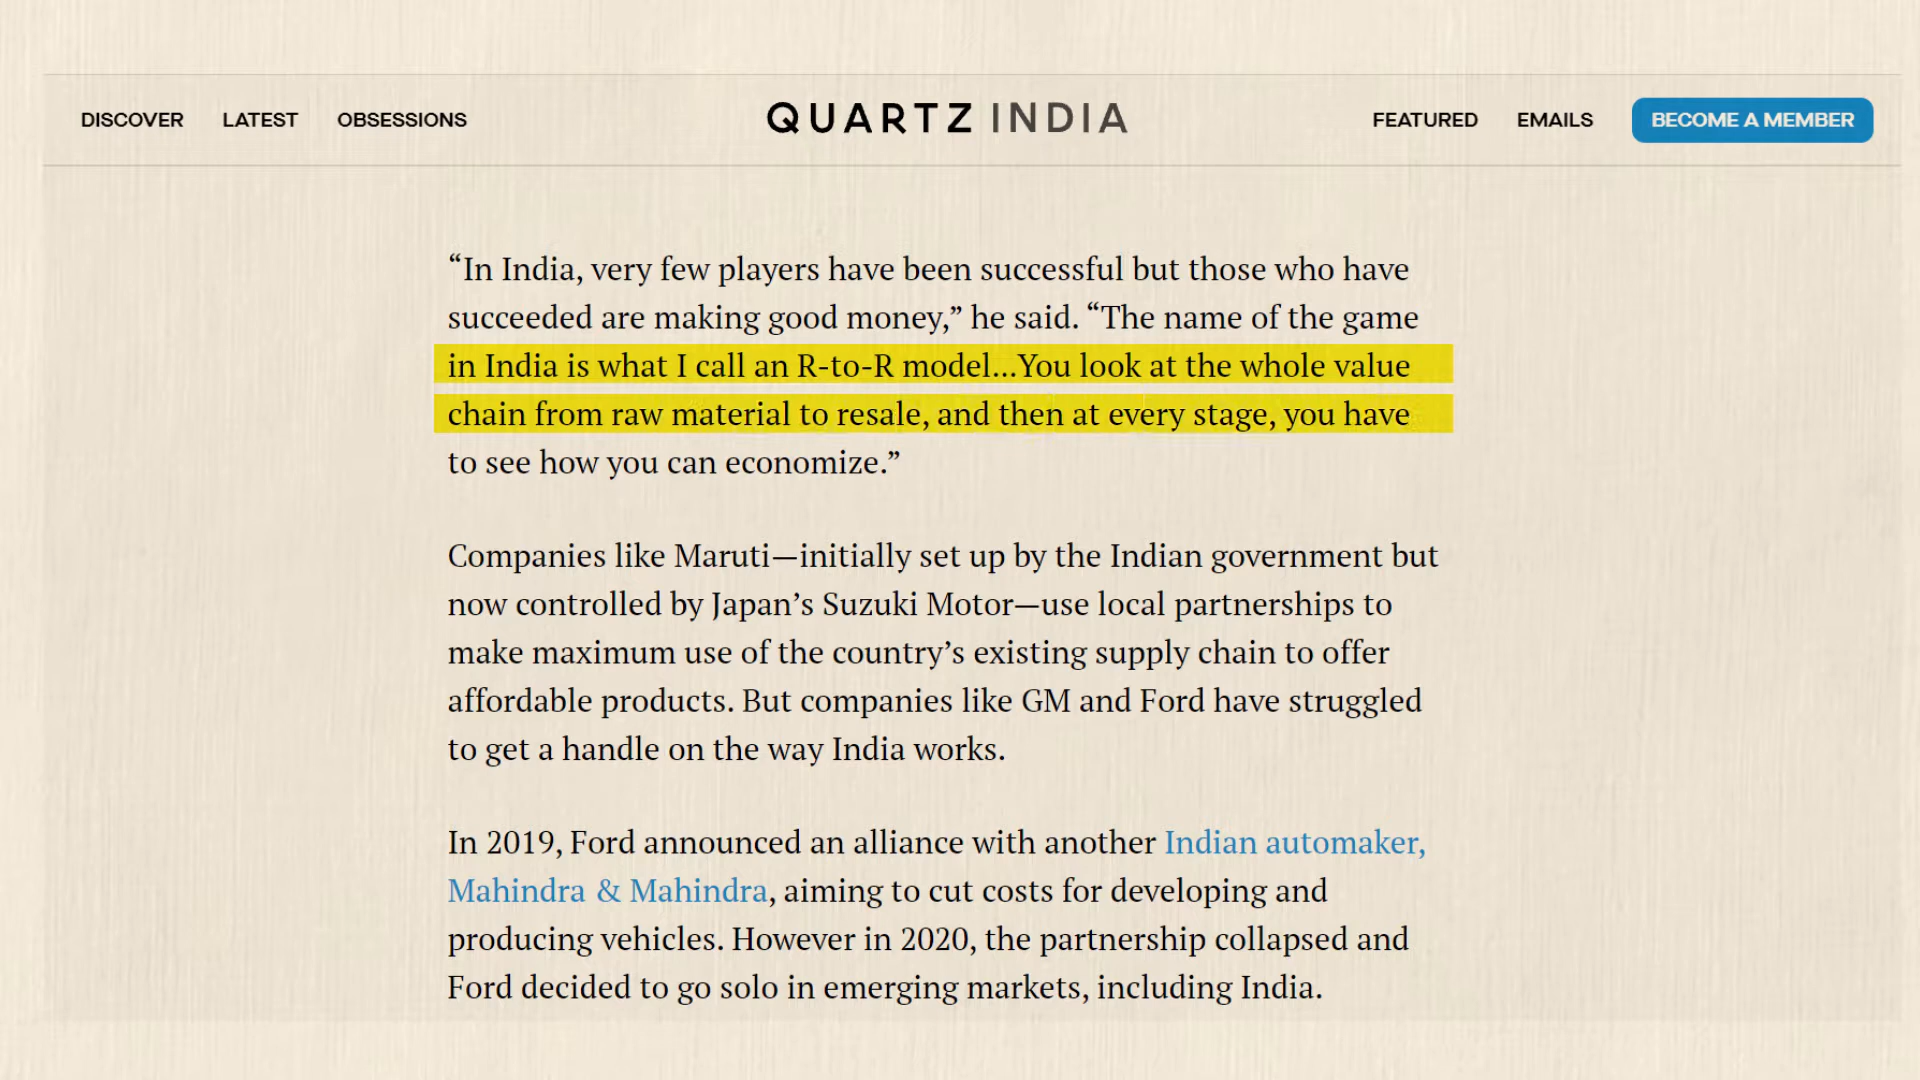 DISCOVER LATEST OBSESSIONS QUARTZ INDIA FEATURED EMAILS BECOME A MEMBER
“In India, very few players have been successful but those who have
succeeded are making good money,” he said. “The name of the game
in India is what I call an R-to-R model…You look at the whole value
chain from raw material to resale, and then at every stage, you have
to see how you can economize.”
Companies like Maruti—initially set up by the Indian government but
now controlled by Japan’s Suzuki Motor—use local partnerships to
make maximum use of the country’s existing supply chain to offer
affordable products. But companies like GM and Ford have struggled
to get a handle on the way India works.
In 2019, Ford announced an alliance with another Indian automaker,
Mahindra & Mahindra, aiming to cut costs for developing and
producing vehicles. However in 2020, the partnership collapsed and
Ford decided to go solo in emerging markets, including India.